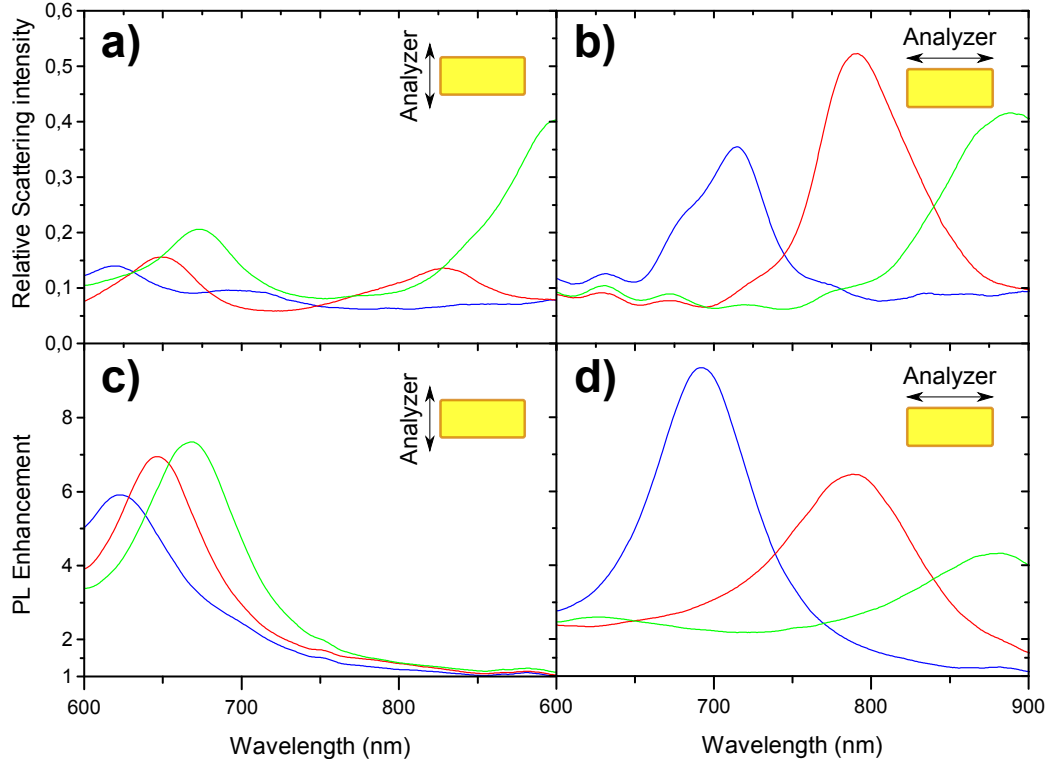 a)
b)
Analyzer
Analyzer
Relative Scattering intensity
0,6
0,5
0,4
0,3
0,2
0,1
0,0
c)
d)
Analyzer
Analyzer
PL Enhancement
8
6
4
2
1
600
700
800
600
700
800
900
Wavelength (nm)
Wavelength (nm)